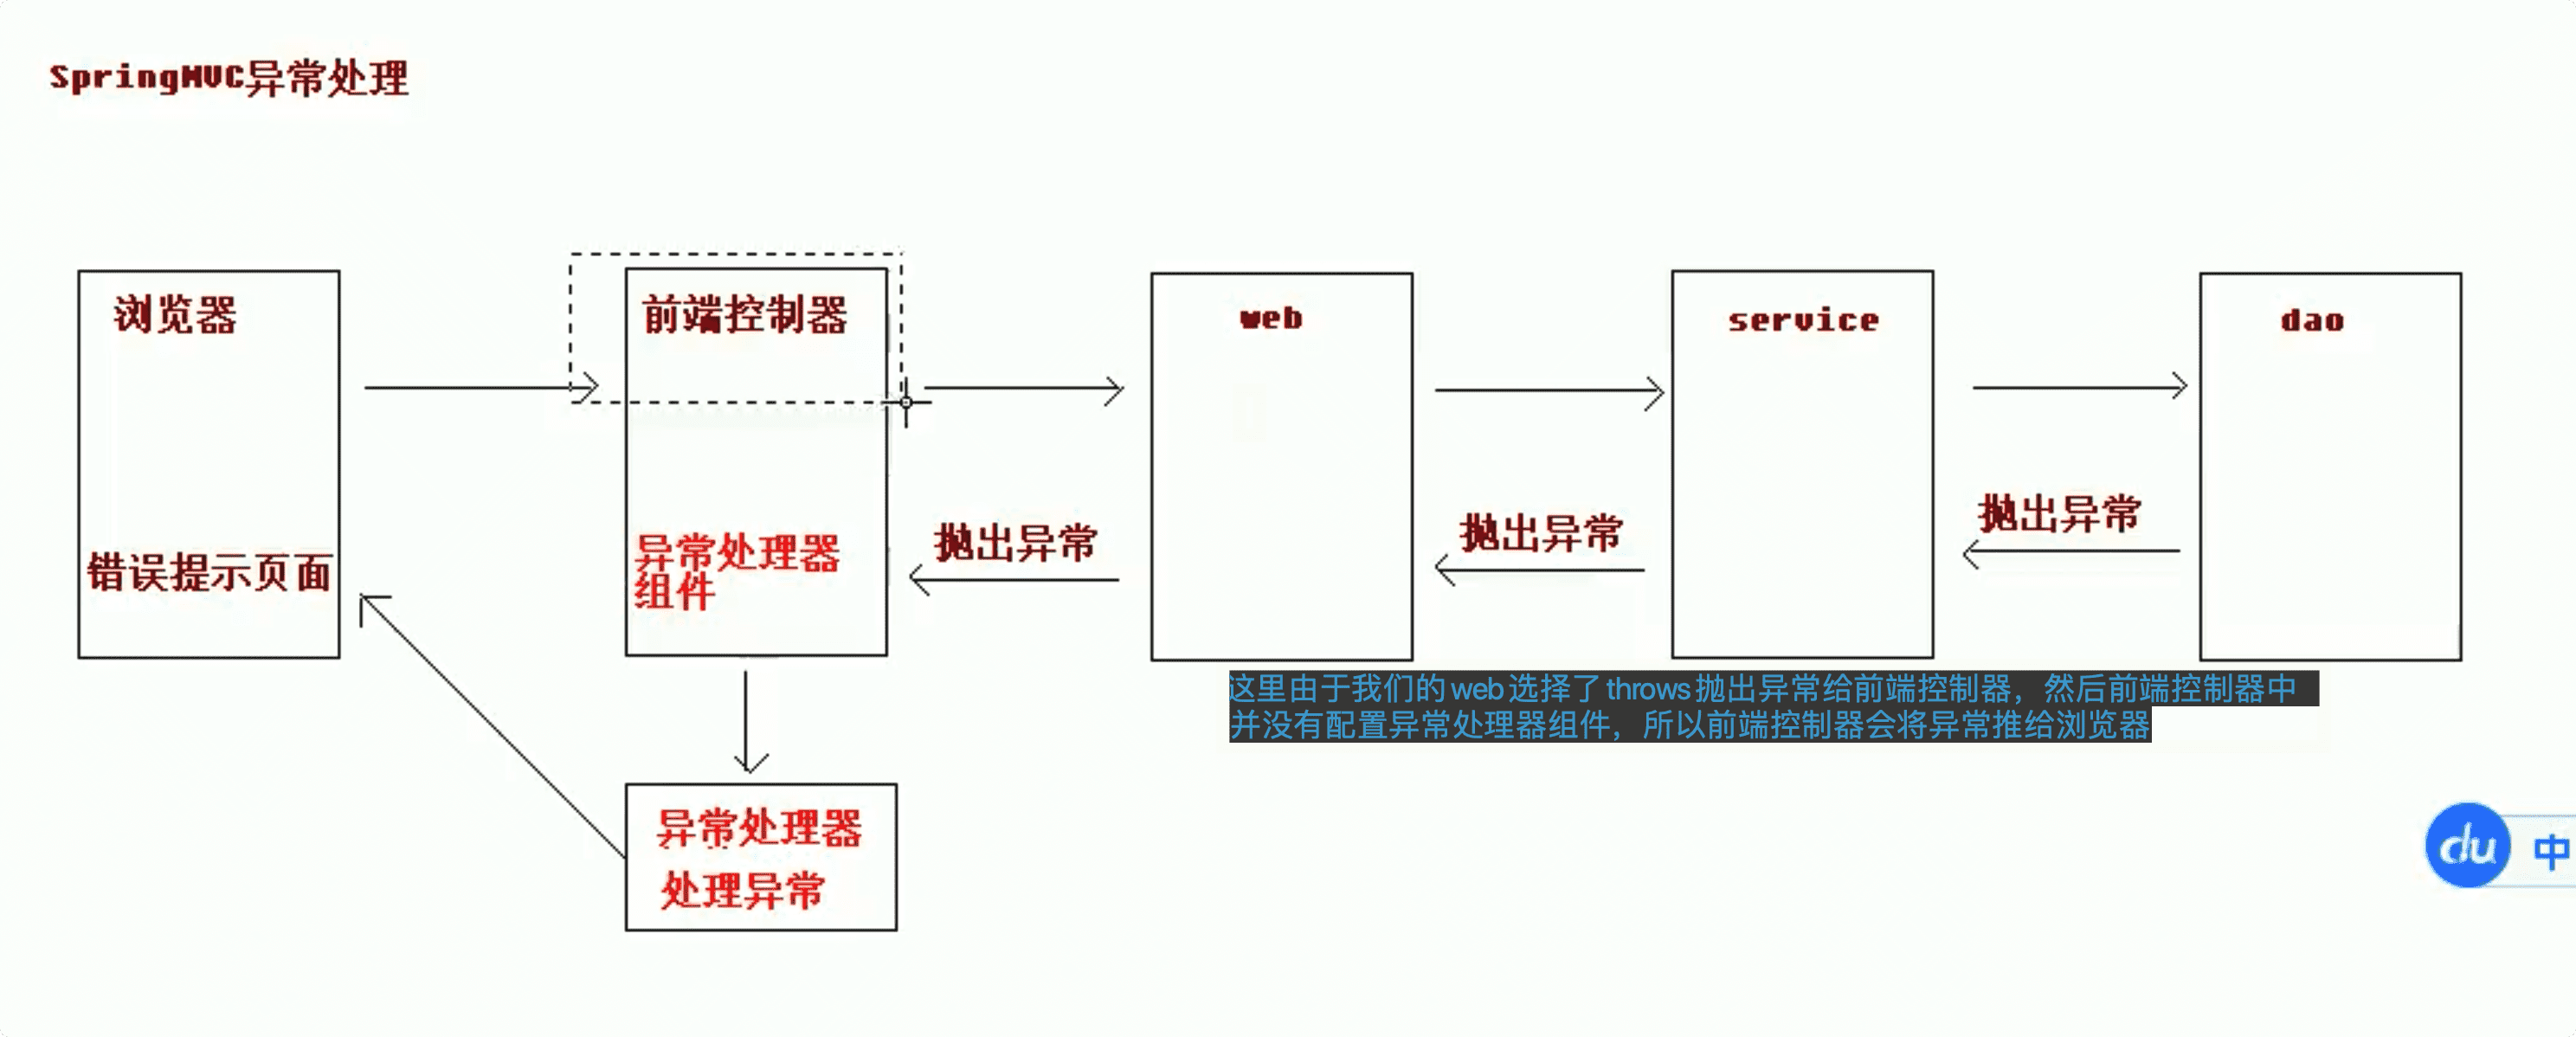 SpringMVC异常处理
浏览器
前端控制器
web
service
dao
错误提示页面
异常处理器
组件
抛出异常
抛出异常
抛出异常
这里由于我们的web选择了throws抛出异常给前端控制器，然后前端控制器中
并没有配置异常处理器组件，所以前端控制器会将异常推给浏览器
异常处理器
处理异常
du
中